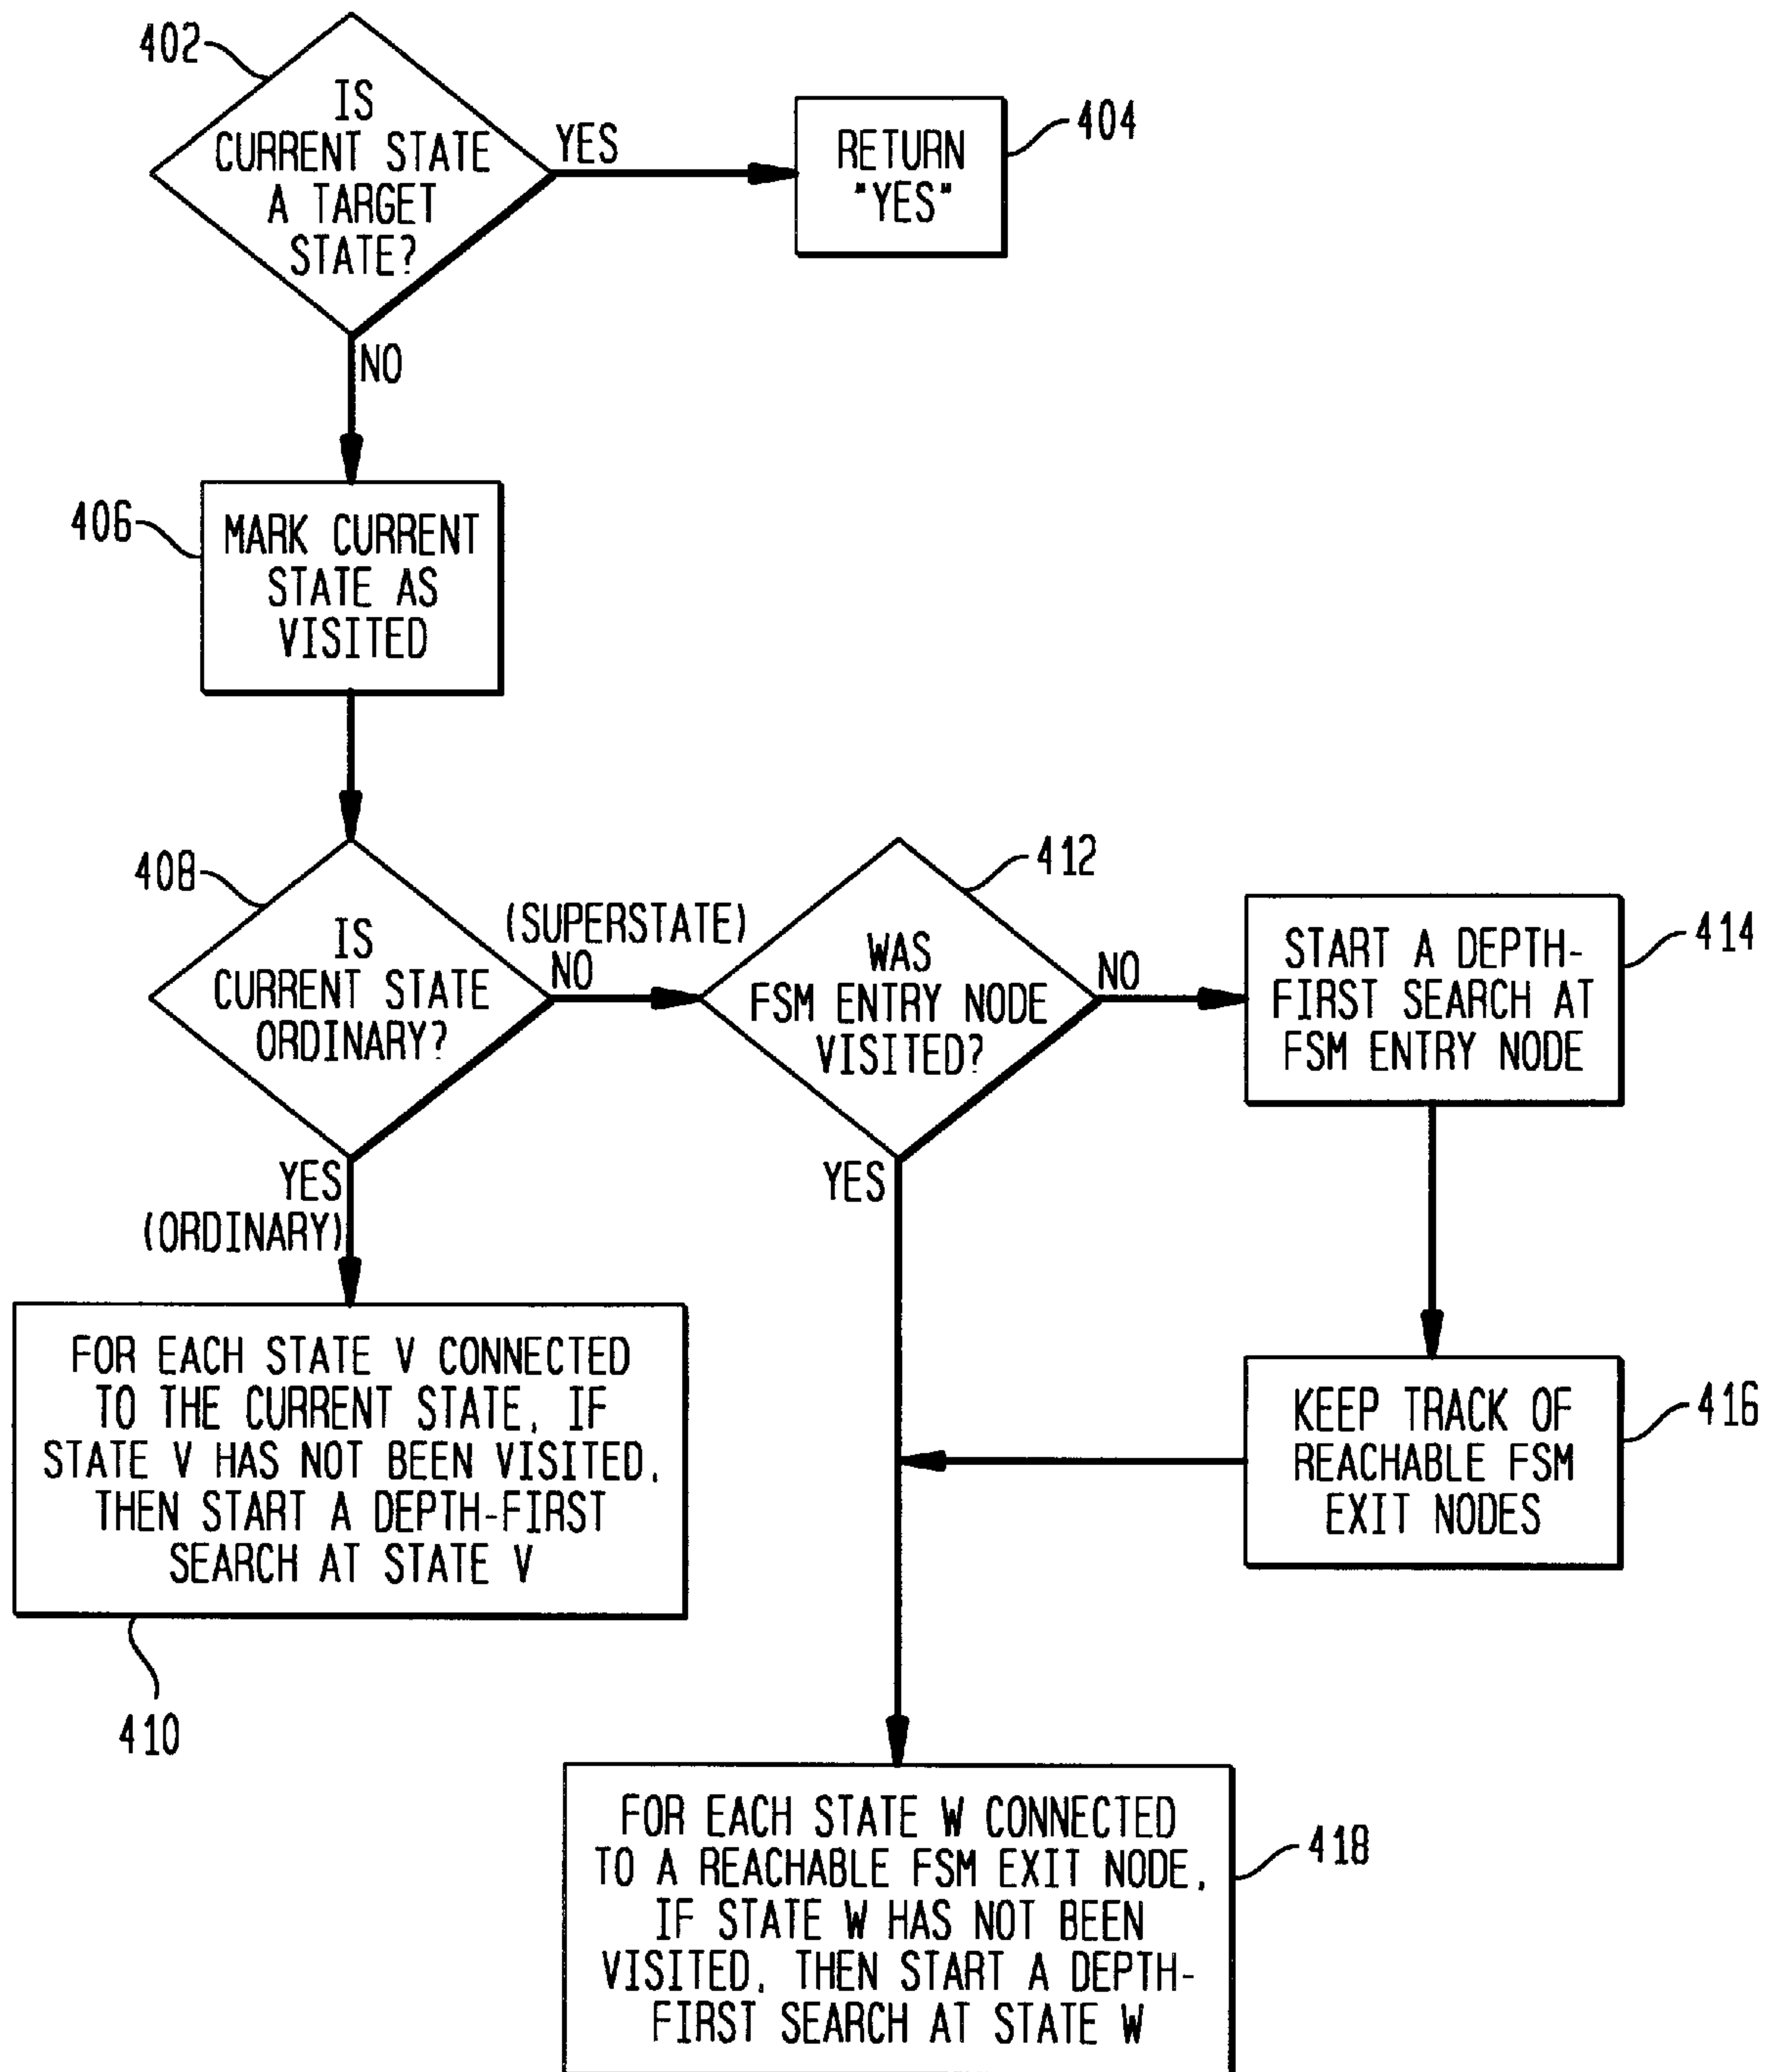 402
IS
CURRENT STATE
A TARGET
STATE?
YES
RETURN
"YES"
404
NO
406
MARK CURRENT
STATE AS
VISITED
408
IS
CURRENT STATE
ORDINARY?
(SUPERSTATE)
NO
412
WAS
FSM ENTRY NODE
VISITED?
NO
414
START A DEPTH-
FIRST SEARCH AT
FSM ENTRY NODE
YES
(ORDINARY)
YES
FOR EACH STATE V CONNECTED
TO THE CURRENT STATE, IF
STATE V HAS NOT BEEN VISITED,
THEN START A DEPTH-FIRST
SEARCH AT STATE V
410
KEEP TRACK OF
REACHABLE FSM
EXIT NODES
416
FOR EACH STATE W CONNECTED
TO A REACHABLE FSM EXIT NODE,
IF STATE W HAS NOT BEEN
VISITED, THEN START A DEPTH-
FIRST SEARCH AT STATE W
418